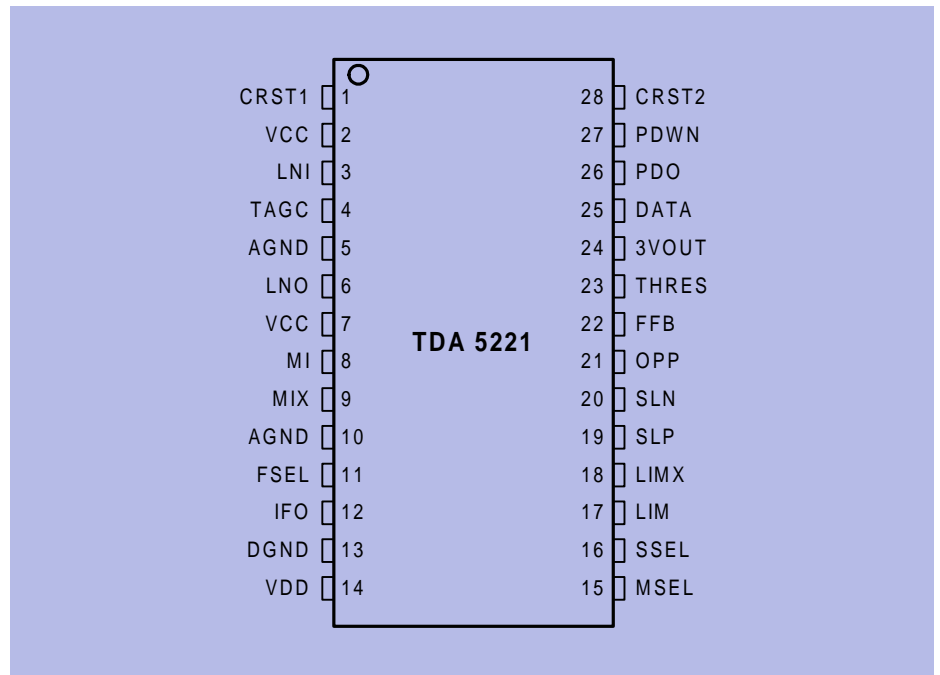 CRST1 1 28 CRST2
VCC 2 27 PDWN
LNI 3 26 PDO
TAGC 4 25 DATA
AGND 5 24 3VOUT
LNO 6 23 THRES
VCC 7 22 FFB
TDA 5221
MI 8 21 OPP
MIX 9 20 SLN
AGND 10 19 SLP
FSEL 11 18 LIMX
IFO 12 17 LIM
DGND 13 16 SSEL
VDD 14 15 MSEL